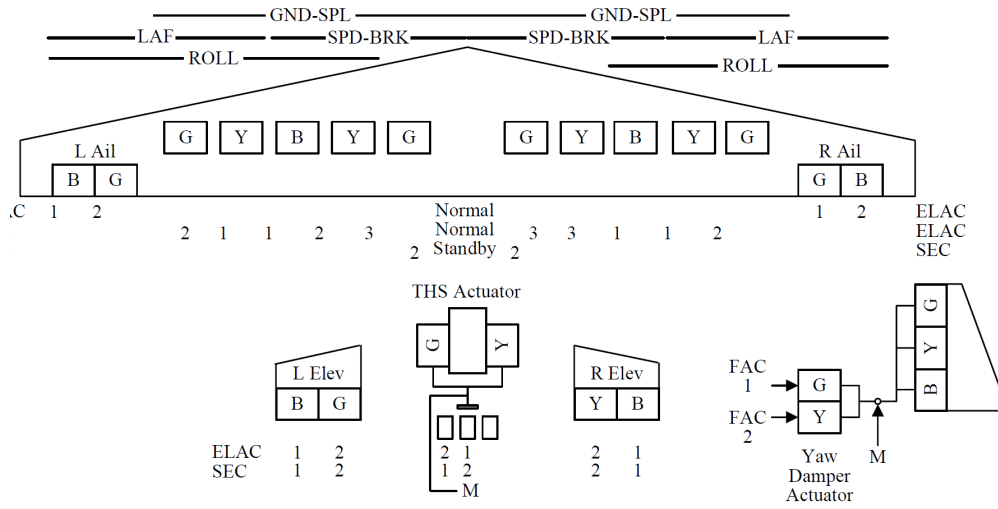 GND-SPL GND-SPL
LAF SPD-BRK SPD-BRK LAF
ROLL ROLL
G Y B Y G G Y B Y G
L Ail R Ail
B G G B
1 2 Normal 1 2 ELAC
2 1 1 2 3 Normal 3 3 1 1 2 ELAC
2 Standby 2 SEC
THS Actuator
G Y
G
Y
B
L Elev R Elev
B G Y B
FAC
1
G
FAC
2
Y
ELAC 1 2 2 1 2 1
SEC 1 2 1 2 2 1
M
M
Yaw
Damper
Actuator